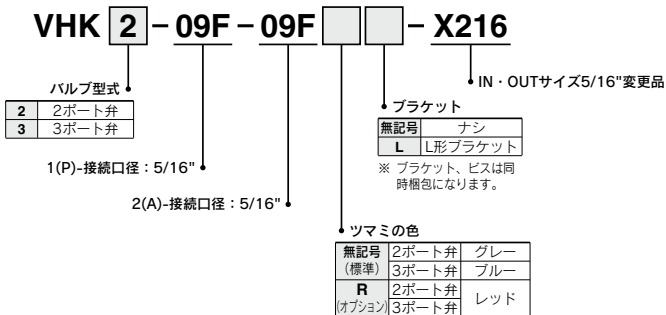 VHK 2 - 09F - 09F - X216
IN・OUTサイズ5/16"変更品
バルブ型式
2 2ポート弁
3 3ポート弁
ブラケット
無記号 ナシ
L L形ブラケット
※ ブラケット、ビスは同
時梱包になります。
1(P)-接続口径：5/16"
2(A)-接続口径：5/16"
ツマミの色
無記号 2ポート弁 グレー
(標準) 3ポート弁 ブルー
R 2ポート弁 レッド
(オプション) 3ポート弁